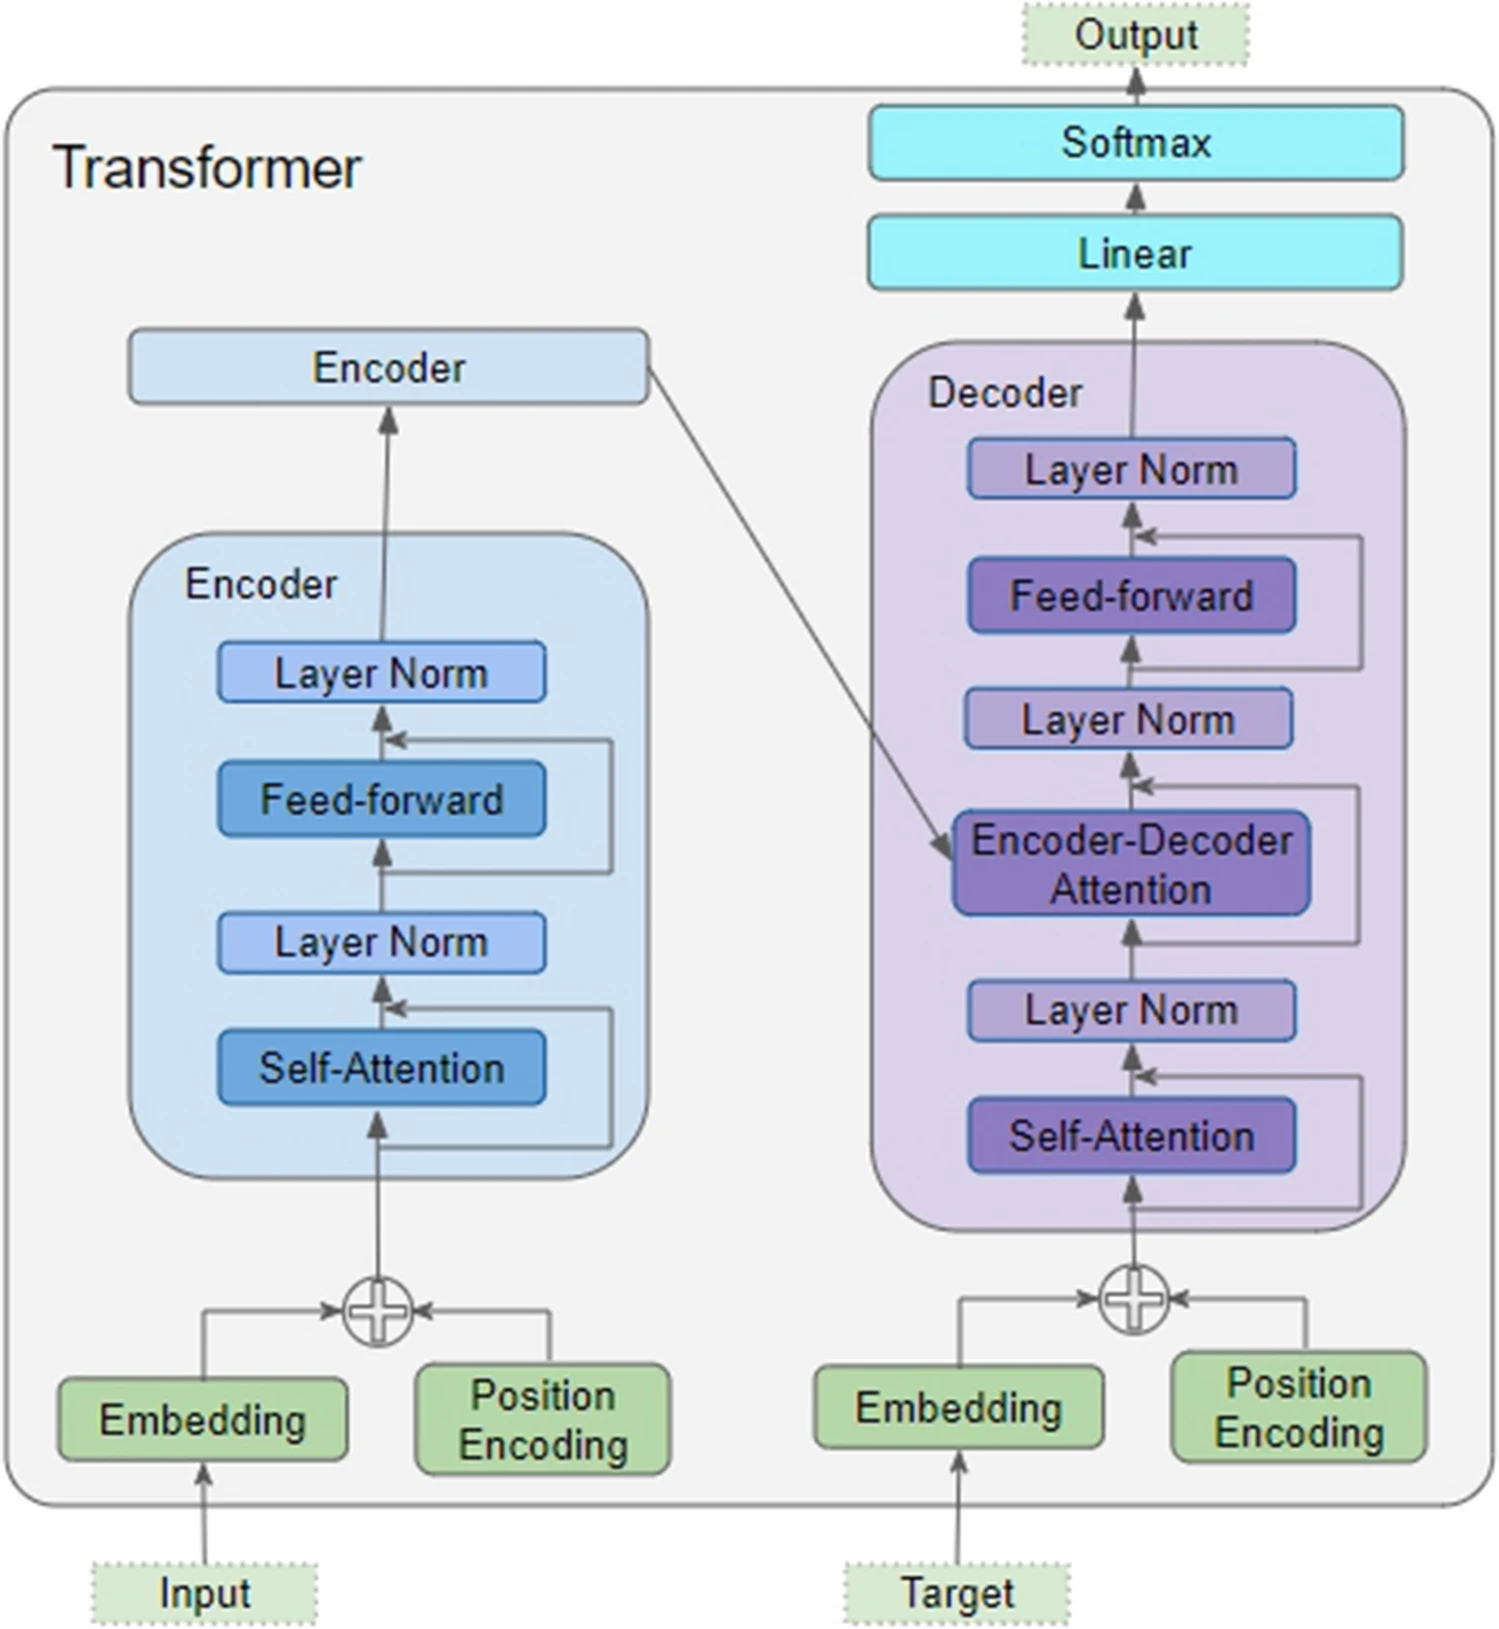 Output
Transformer
Softmax
Linear
Encoder
Encoder
Layer Norm
Feed-forward
Layer Norm
Self-Attention
Embedding
Position
Encoding
Input
Decoder
Layer Norm
Feed-forward
Layer Norm
Encoder-Decoder
Attention
Layer Norm
Self-Attention
Embedding
Position
Encoding
Target